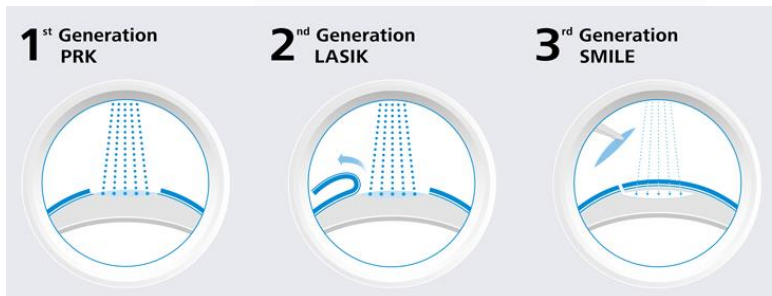 1st Generation
PRK
2nd Generation
LASIK
3rd Generation
SMILE